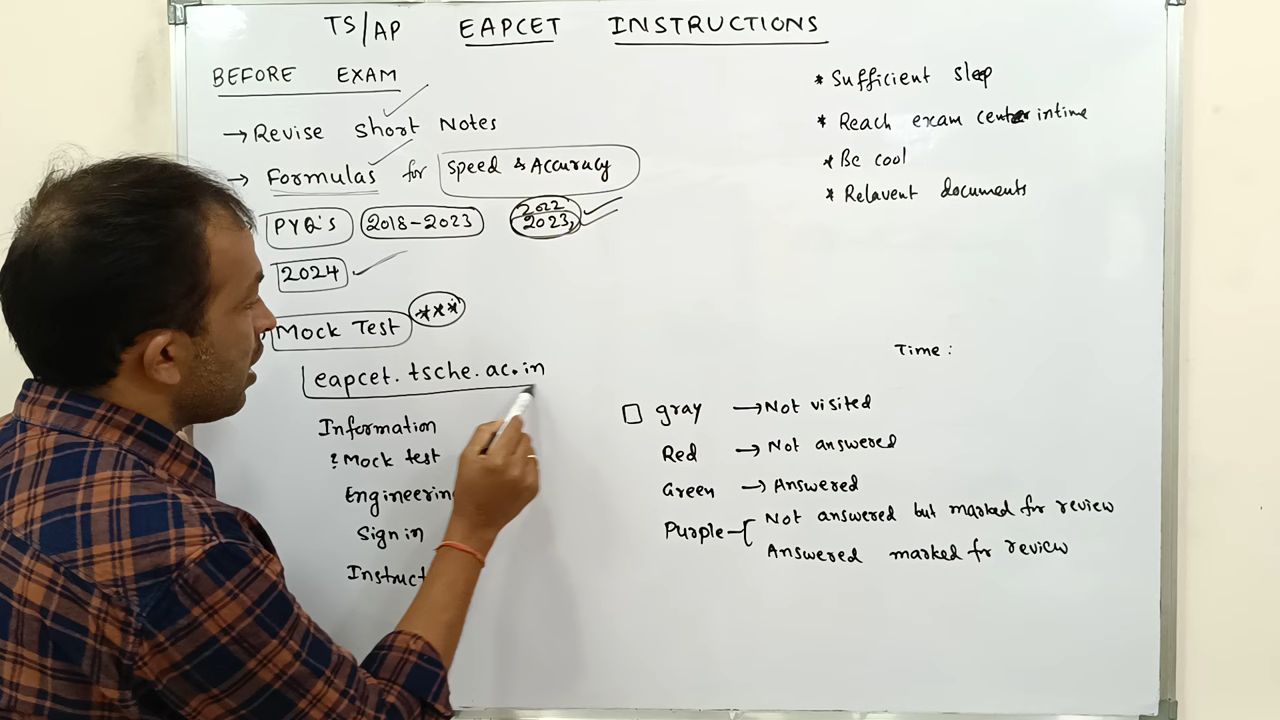 TS/AP EAPCET INSTRUCTIONS
BEFORE EXAM
→ Revise short Notes
→ Formulas for Speed & Accuracy
PYQ's 2018-2023 2022 2023,
2024
Mock Test ***
eapcet.tsche.ac.in
Information
? Mock test
Engineering
Sign in
Instruct
* Sufficient sleep
* Reach exam center intime
* Be cool
* Relavent documents
Time :
gray → Not visited
Red → Not answered
Green → Answered
Purple - Not answered but marked for review
Answered marked for review